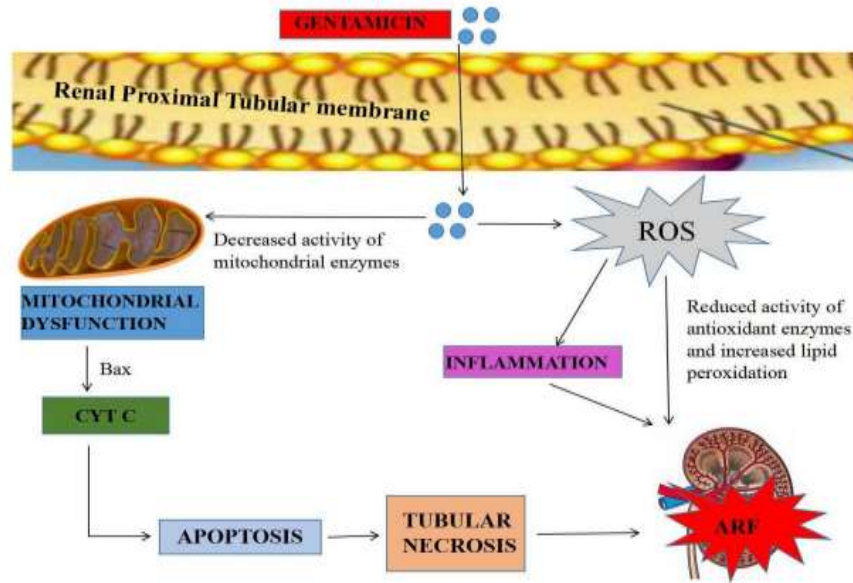 GENTAMICIN
Renal Proximal Tubular membrane
Decreased activity of
mitochondrial enzymes
ROS
MITOCHONDRIAL
DYSFUNCTION
Reduced activity of
antioxidant enzymes
and increased lipid
peroxidation
INFLAMMATION
Bax
CYT C
APOPTOSIS
TUBULAR
NECROSIS
ARF